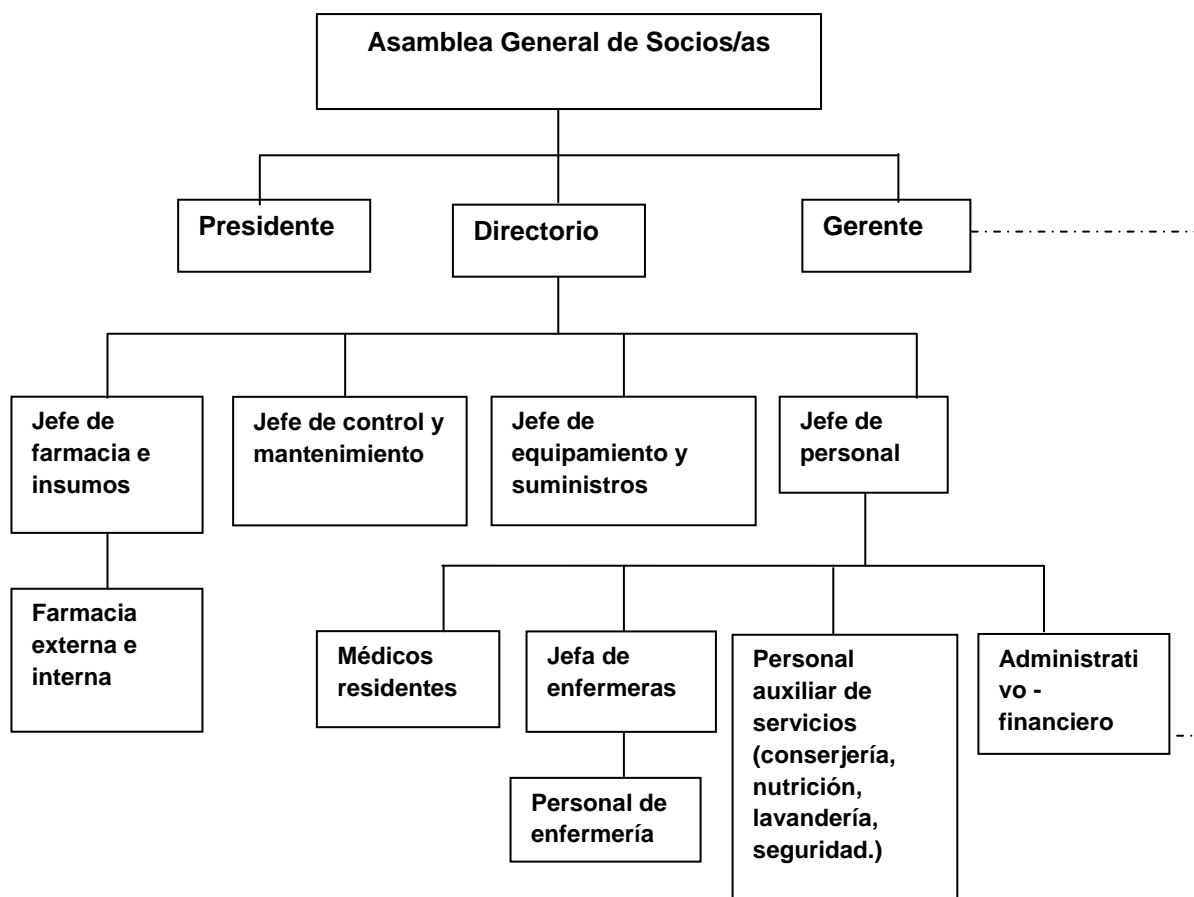 Asamblea General de Socios/as
Presidente
Directorio
Gerente
Jefe de
farmacia e
insumos
Jefe de control y
mantenimiento
Jefe de
equipamiento y
suministros
Jefe de
personal
Farmacia
externa e
interna
Médicos
residentes
Jefa de
enfermeras
Personal
auxiliar de
servicios
(conserjería,
nutrición,
lavandería,
seguridad.)
Administrati
vo -
financiero
Personal de
enfermería